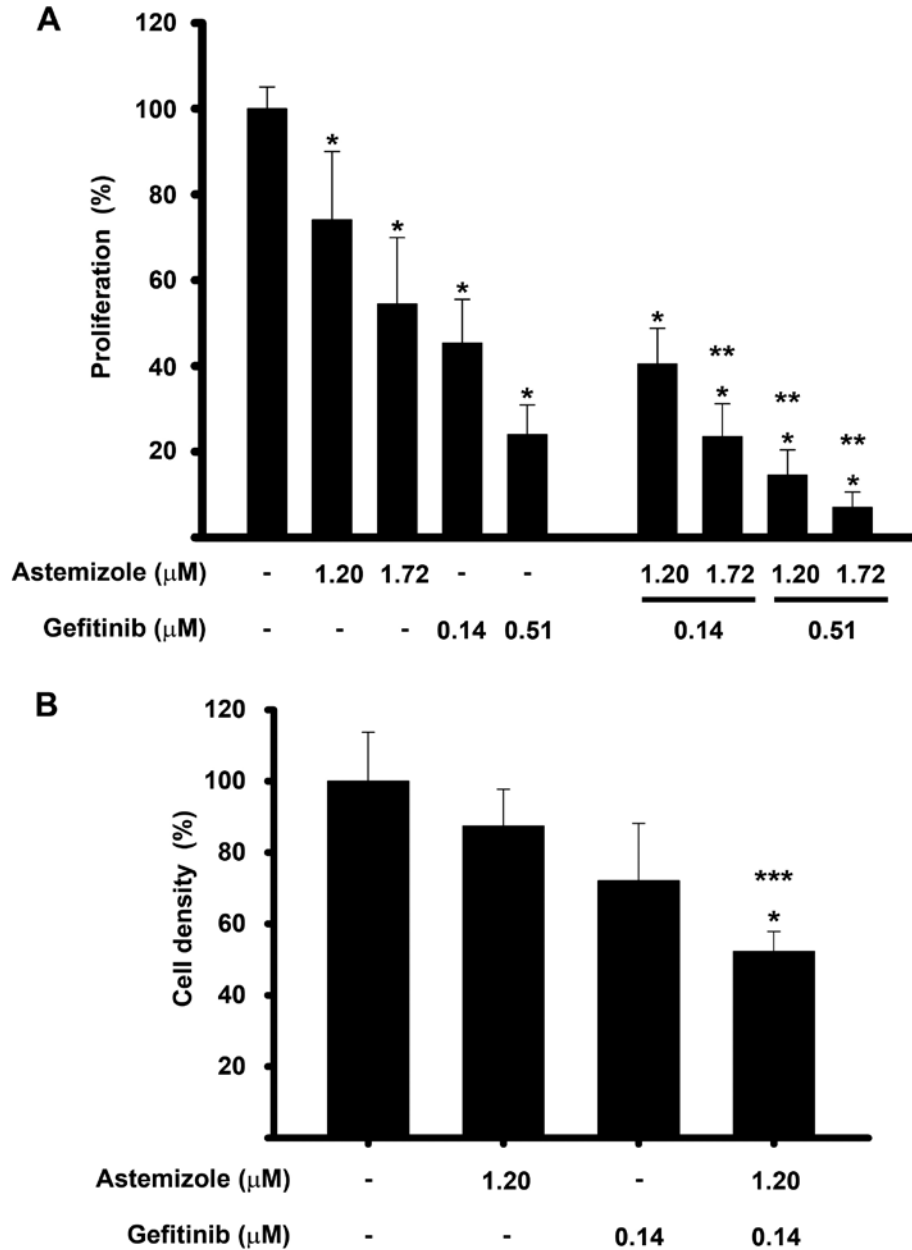 A
Proliferation (%)
120
100
80
60
40
20
* * * * * ** * ** * ** *
Astemizole (μM) - 1.20 1.72 - - 1.20 1.72 1.20 1.72
Gefitinib (μM) - - - 0.14 0.51 0.14 0.51
B
Cell density (%)
120
100
80
60
40
20
***
*
Astemizole (μM) - 1.20 - 1.20
Gefitinib (μM) - - 0.14 0.14